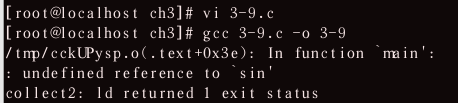 [root@localhost ch3]# vi 3-9.c
[root@localhost ch3]# gcc 3-9.c -o 3-9
/tmp/cckUPysp.o(.text+0x3e): In function `main':
: undefined reference to `sin'
collect2: ld returned 1 exit status